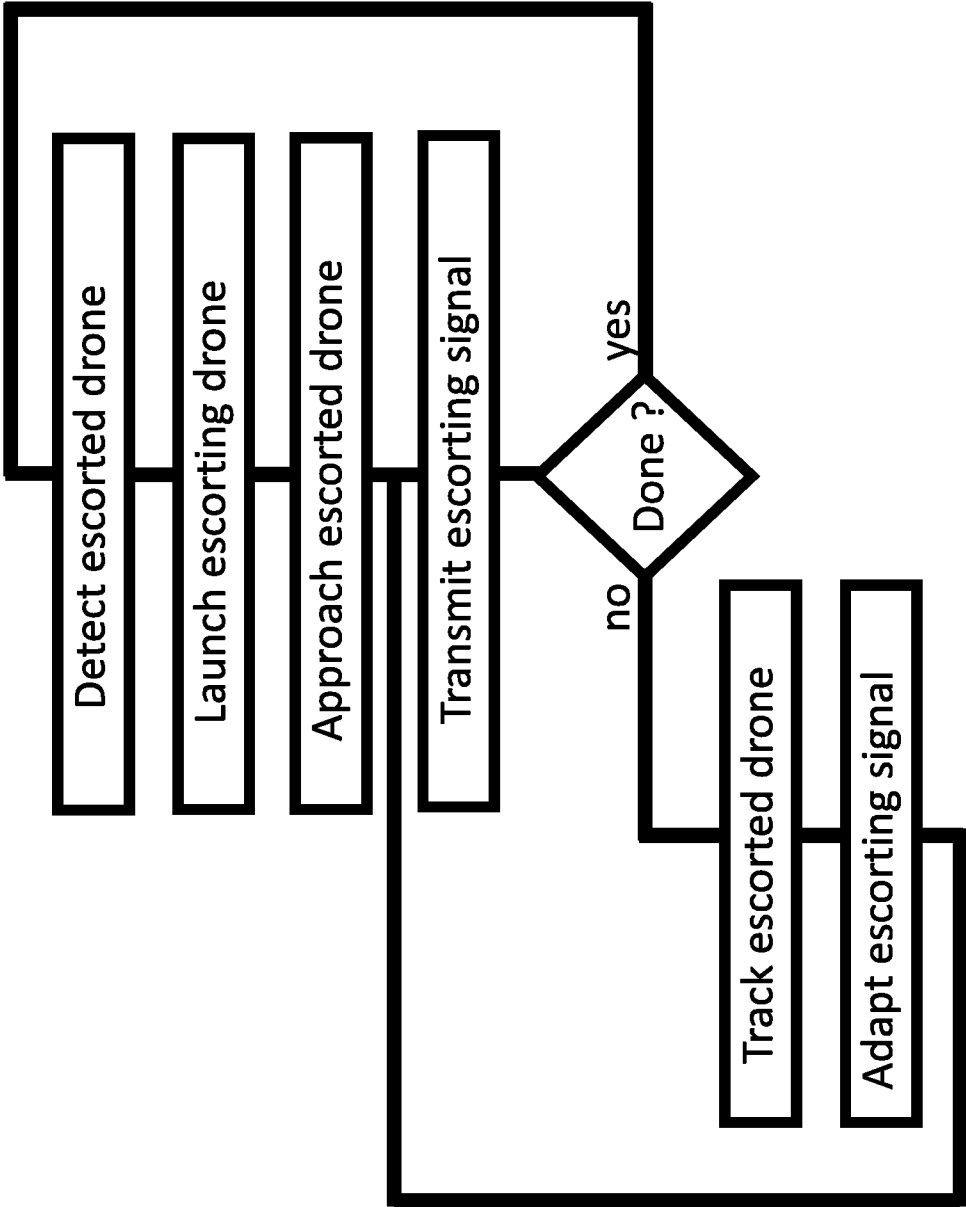 Detect escorted drone
Launch escorting drone
Approach escorted drone
Transmit escorting signal
Done ?
yes
no
Track escorted drone
Adapt escorting signal